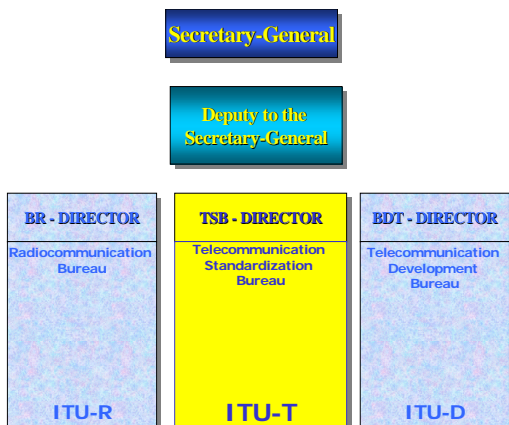 Secretary-General
Deputy to the
Secretary-General
BR - DIRECTOR
Radiocommunication
Bureau
ITU-R
TSB - DIRECTOR
Telecommunication
Standardization
Bureau
ITU-T
BDT - DIRECTOR
Telecommunication
Development
Bureau
ITU-D